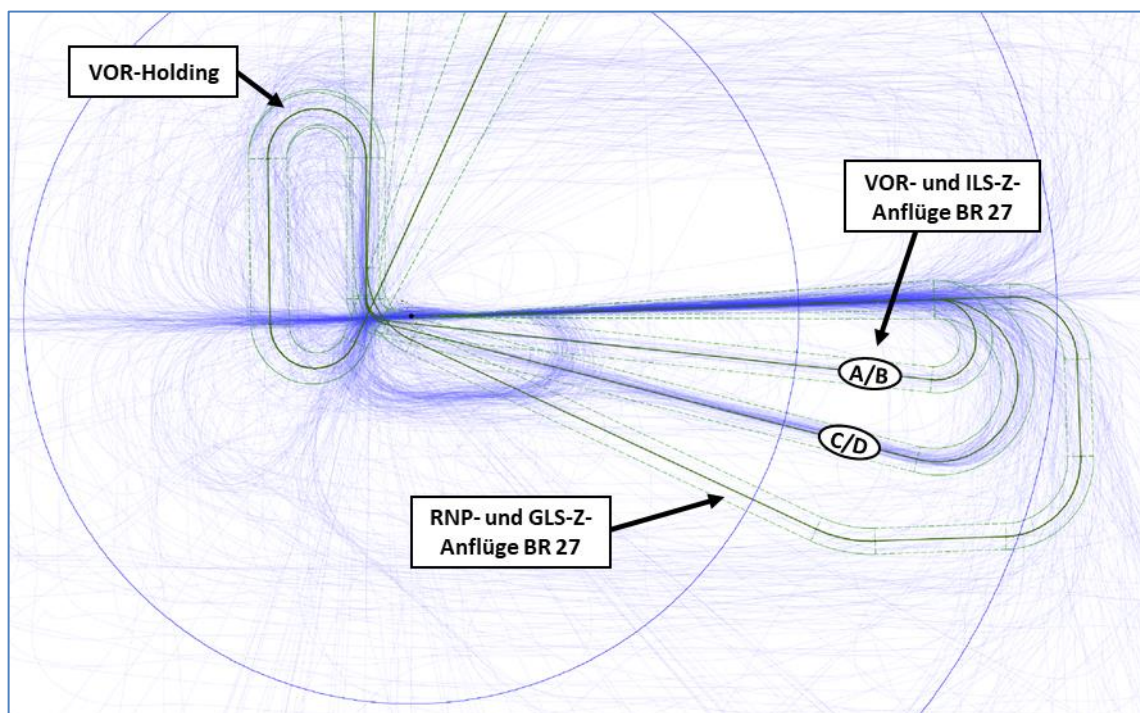 VOR-Holding
VOR- und ILS-Z-
Anflüge BR 27
A/B
C/D
RNP- und GLS-Z-
Anflüge BR 27